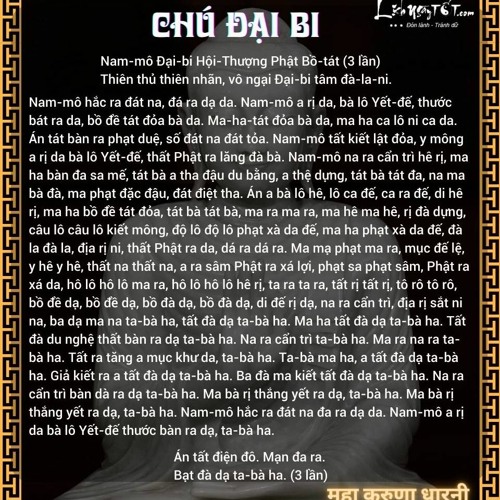 LịchNgàyTỐT.com
Đón lành - Tránh dữ
CHÚ ĐẠI BI
Nam-mô Đại-bi Hội-Thượng Phật Bồ-tát (3 lần)
Thiên thủ thiên nhãn, vô ngại Đại-bi tâm đà-la-ni.
Nam-mô hắc ra đát na, đá ra dạ da. Nam-mô a rị da, bà lô Yết-đế, thước
bát ra da, bồ đề tát đỏa bà da. Ma-ha-tát đỏa bà da, ma ha ca lô ni ca da.
Án tát bàn ra phạt duệ, số đát na đát tỏa. Nam-mô tất kiết lật đỏa, y mông
a rị da bà lô Yết-đế, thất Phật ra lăng đà bà. Nam-mô na ra cẩn trì hê rị, ma
ha bàn đa sa mế, tát bà a tha đậu du bằng, a thệ dựng, tát bà tát đa, na ma
bà đà, ma phạt đặc đậu, đát điệt tha. Án a bà lô hê, lô ca đế, ca ra đế, di hê
rị, ma ha bồ đề tát đỏa, tát bà tát bà, ma ra ma ra, ma hê ma hê, rị đà dựng,
câu lô câu lô kiết mông, độ lô độ lô phạt xà da đế, ma ha phạt xà da đế, đà
la đà la, địa rị ni, thất Phật ra da, dá ra dá ra. Ma mạ phạt ma ra, mục đế lệ,
y hê y hê, thất na thất na, a ra sâm Phật ra xá lợi, phạt sa phạt sâm, Phật ra
xá da, hô lô hô lô ma ra, hô lô hô lô hê rị, ta ra ta ra, tất rị tất rị, tô rô tô rô,
bồ đề dạ, bồ đề dạ, bồ đà dạ, bồ đà dạ, di đế rị dạ, na ra cẩn trì, địa rị sắt ni
na, ba dạ ma na ta-bà ha, tất đà dạ ta-bà ha. Ma ha tất đà dạ ta-bà ha. Tất
đà du nghệ thất bàn ra dạ ta-bà ha. Na ra cẩn trì ta-bà ha. Ma ra na ra ta-
bà ha. Tất ra tăng a mục khư da, ta-bà ha. Ta-bà ma ha, a tất đà dạ ta-bà
ha. Giả kiết ra a tất đà dạ ta-bà ha. Ba đà ma kiết tất đà dạ ta-bà ha. Na ra
cẩn trì bàn dà ra dạ ta-bà ha. Ma bà rị thắng yết ra dạ, ta-bà ha. Ma bà rị
thắng yết ra dạ, ta-bà ha. Nam-mô hắc ra đát na đa ra dạ da. Nam-mô a rị
da bà lô Yết-đế thước bàn ra dạ, ta-bà ha.
Án tất điện đô. Mạn đa ra.
Bạt đà dạ ta-bà ha. (3 lần)
महा करुणा धारनी